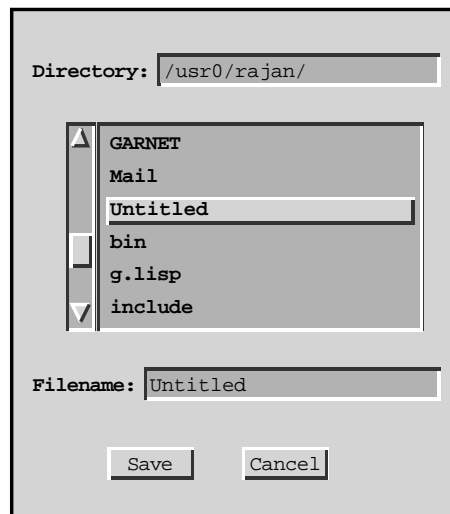 Directory: /usr0/rajan/
GARNET
Mail
Untitled
bin
g.lisp
include
Filename: Untitled
Save Cancel